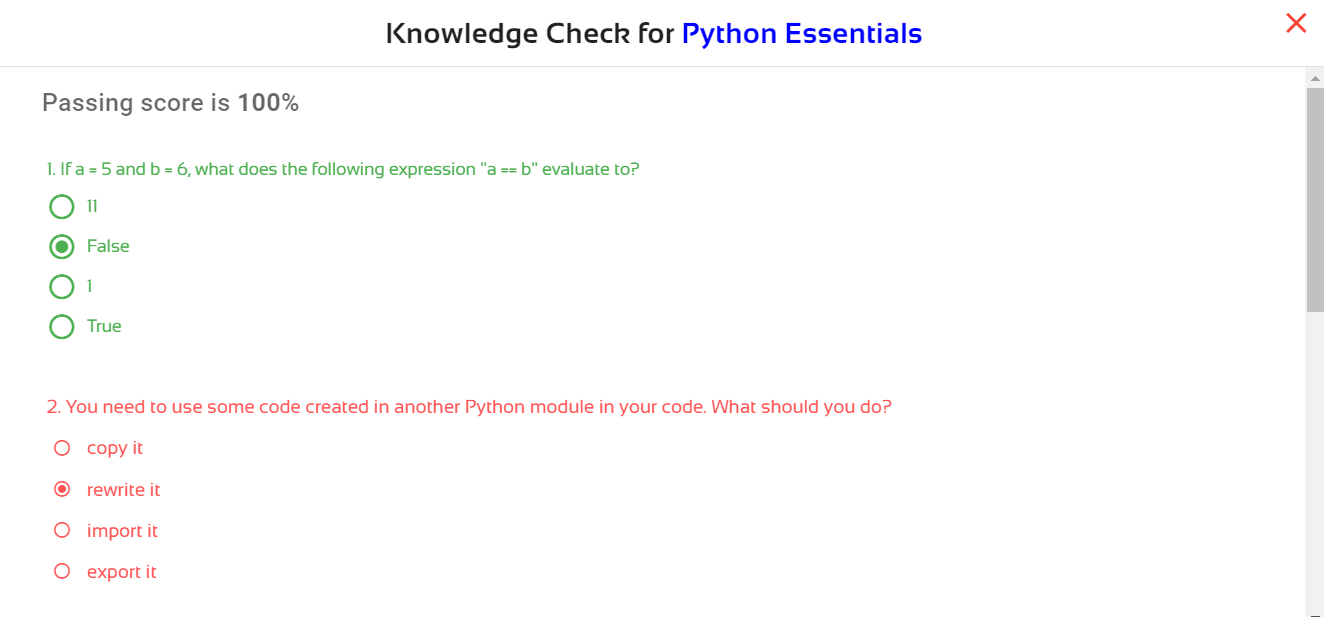 Knowledge Check for Python Essentials
Passing score is 100%
1. If a = 5 and b = 6, what does the following expression "a == b" evaluate to?
11
False
1
True
2. You need to use some code created in another Python module in your code. What should you do?
copy it
rewrite it
import it
export it